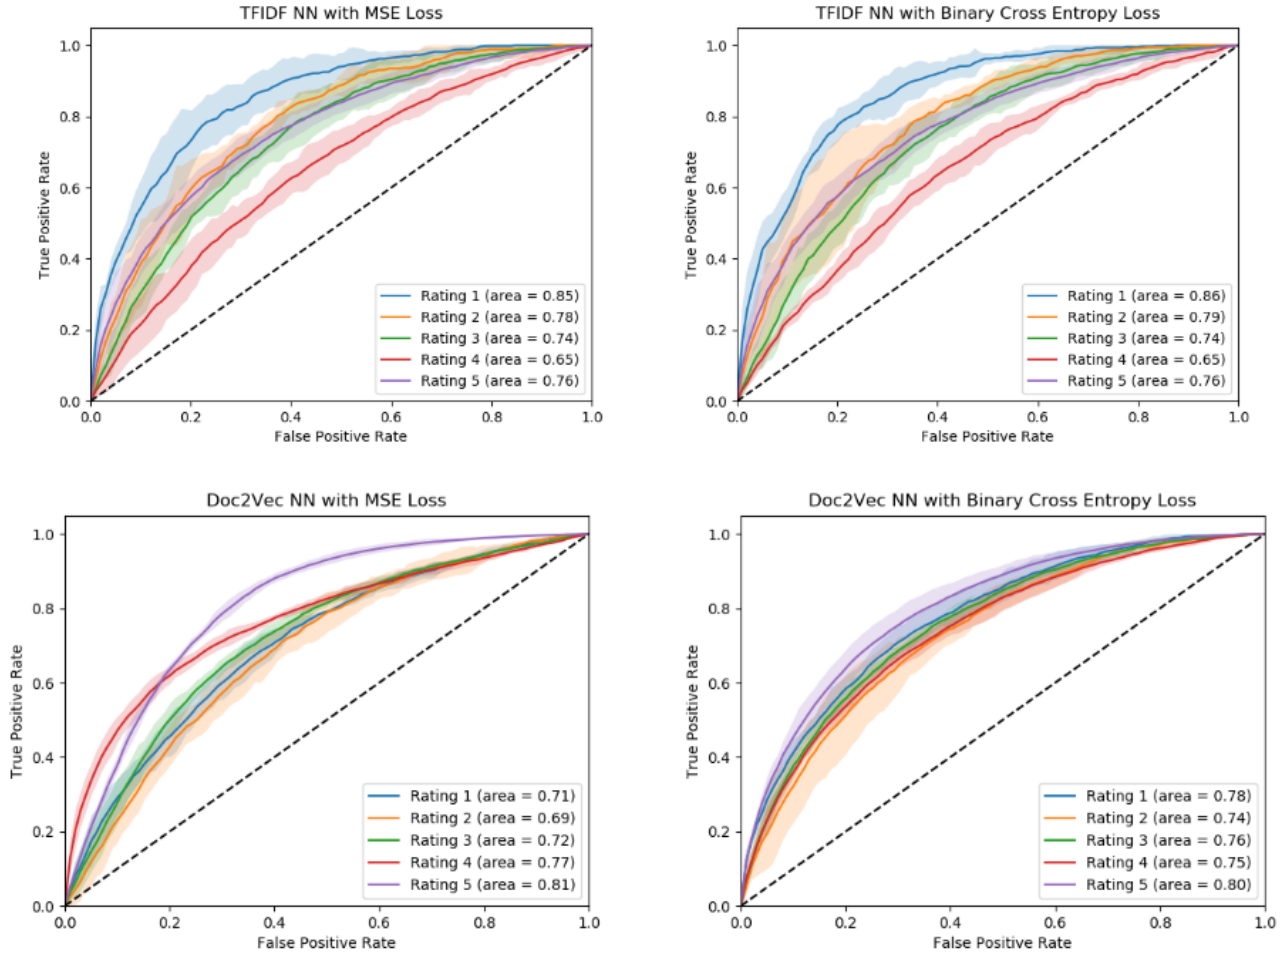 TFIDF NN with MSE Loss
1.0
0.8
0.6
0.4
0.2
0.0
True Positive Rate
Rating 1 (area = 0.85)
Rating 2 (area = 0.78)
Rating 3 (area = 0.74)
Rating 4 (area = 0.65)
Rating 5 (area = 0.76)
0.0 0.2 0.4 0.6 0.8 1.0
False Positive Rate
TFIDF NN with Binary Cross Entropy Loss
1.0
0.8
0.6
0.4
0.2
0.0
True Positive Rate
Rating 1 (area = 0.86)
Rating 2 (area = 0.79)
Rating 3 (area = 0.74)
Rating 4 (area = 0.65)
Rating 5 (area = 0.76)
0.0 0.2 0.4 0.6 0.8 1.0
False Positive Rate
Doc2Vec NN with MSE Loss
1.0
0.8
0.6
0.4
0.2
0.0
True Positive Rate
Rating 1 (area = 0.71)
Rating 2 (area = 0.69)
Rating 3 (area = 0.72)
Rating 4 (area = 0.77)
Rating 5 (area = 0.81)
0.0 0.2 0.4 0.6 0.8 1.0
False Positive Rate
Doc2Vec NN with Binary Cross Entropy Loss
1.0
0.8
0.6
0.4
0.2
0.0
True Positive Rate
Rating 1 (area = 0.78)
Rating 2 (area = 0.74)
Rating 3 (area = 0.76)
Rating 4 (area = 0.75)
Rating 5 (area = 0.80)
0.0 0.2 0.4 0.6 0.8 1.0
False Positive Rate